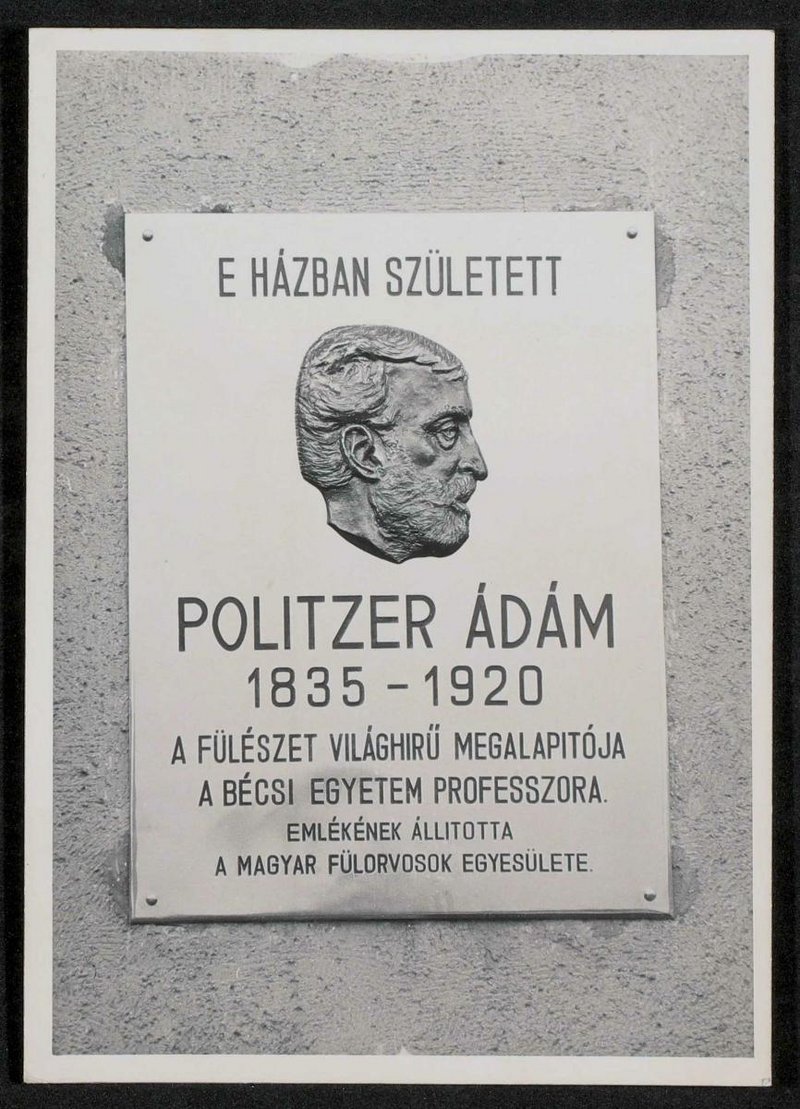 E HÁZBAN SZÜLETETT
POLITZER ÁDÁM
1835 - 1920
A FÜLÉSZET VILÁGHIRŰ MEGALAPITÓJA
A BÉCSI EGYETEM PROFESSZORA.
EMLÉKÉNEK ÁLLITOTTA
A MAGYAR FÜLORVOSOK EGYESÜLETE.